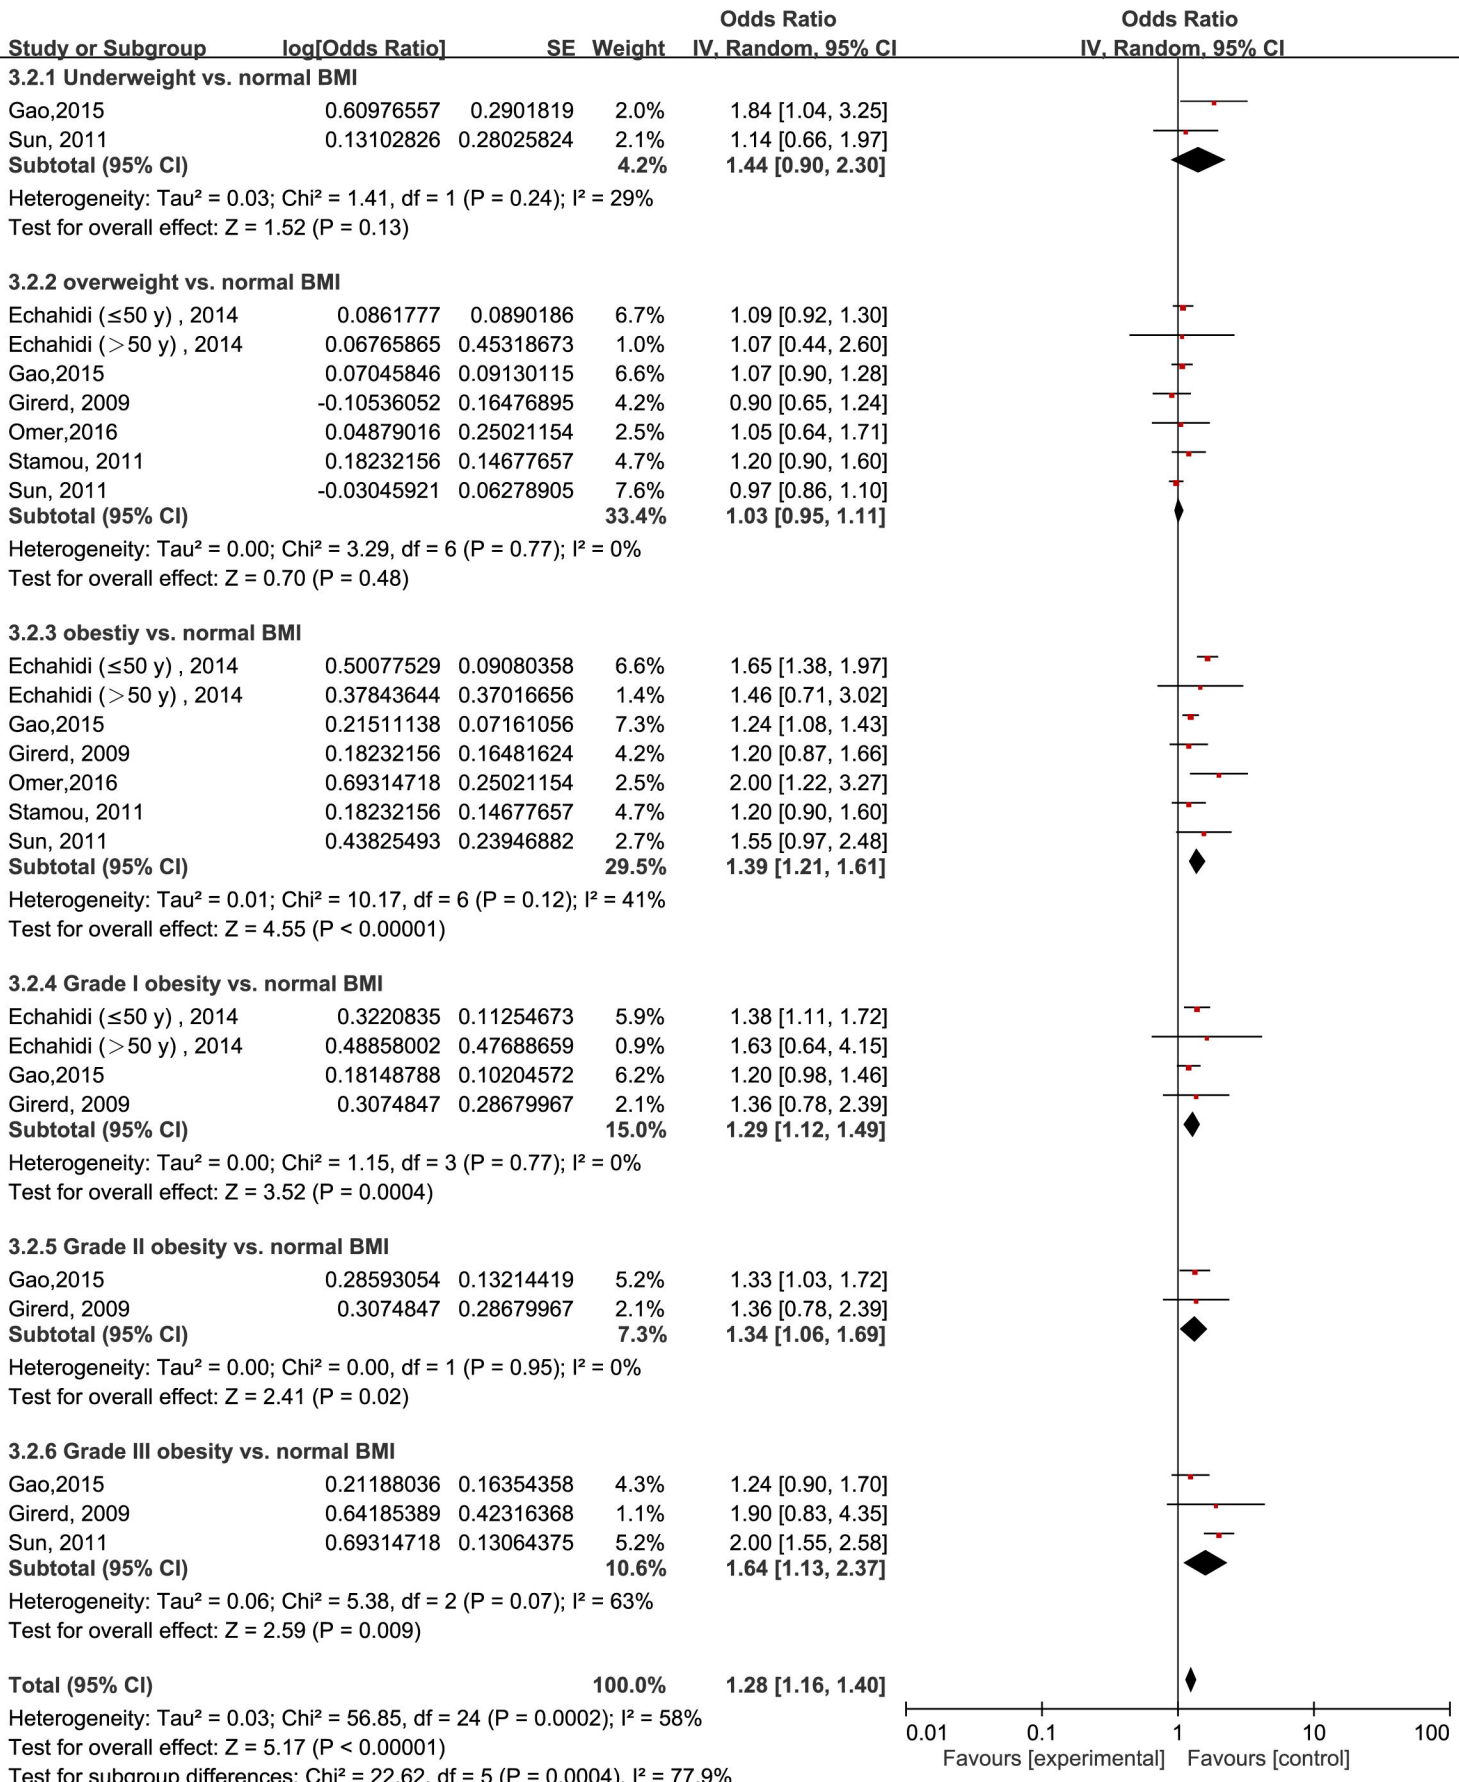 Odds Ratio Odds Ratio
Study or Subgroup log[Odds Ratio] SE Weight IV, Random, 95% CI IV, Random, 95% CI
3.2.1 Underweight vs. normal BMI
Gao,2015 0.60976557 0.2901819 2.0% 1.84 [1.04, 3.25]
Sun, 2011 0.13102826 0.28025824 2.1% 1.14 [0.66, 1.97]
Subtotal (95% CI) 4.2% 1.44 [0.90, 2.30]
Heterogeneity: Tau² = 0.03; Chi² = 1.41, df = 1 (P = 0.24); I² = 29%
Test for overall effect: Z = 1.52 (P = 0.13)
3.2.2 overweight vs. normal BMI
Echahidi (≤50 y) , 2014 0.0861777 0.0890186 6.7% 1.09 [0.92, 1.30]
Echahidi (＞50 y) , 2014 0.06765865 0.45318673 1.0% 1.07 [0.44, 2.60]
Gao,2015 0.07045846 0.09130115 6.6% 1.07 [0.90, 1.28]
Girerd, 2009 -0.10536052 0.16476895 4.2% 0.90 [0.65, 1.24]
Omer,2016 0.04879016 0.25021154 2.5% 1.05 [0.64, 1.71]
Stamou, 2011 0.18232156 0.14677657 4.7% 1.20 [0.90, 1.60]
Sun, 2011 -0.03045921 0.06278905 7.6% 0.97 [0.86, 1.10]
Subtotal (95% CI) 33.4% 1.03 [0.95, 1.11]
Heterogeneity: Tau² = 0.00; Chi² = 3.29, df = 6 (P = 0.77); I² = 0%
Test for overall effect: Z = 0.70 (P = 0.48)
3.2.3 obestiy vs. normal BMI
Echahidi (≤50 y) , 2014 0.50077529 0.09080358 6.6% 1.65 [1.38, 1.97]
Echahidi (＞50 y) , 2014 0.37843644 0.37016656 1.4% 1.46 [0.71, 3.02]
Gao,2015 0.21511138 0.07161056 7.3% 1.24 [1.08, 1.43]
Girerd, 2009 0.18232156 0.16481624 4.2% 1.20 [0.87, 1.66]
Omer,2016 0.69314718 0.25021154 2.5% 2.00 [1.22, 3.27]
Stamou, 2011 0.18232156 0.14677657 4.7% 1.20 [0.90, 1.60]
Sun, 2011 0.43825493 0.23946882 2.7% 1.55 [0.97, 2.48]
Subtotal (95% CI) 29.5% 1.39 [1.21, 1.61]
Heterogeneity: Tau² = 0.01; Chi² = 10.17, df = 6 (P = 0.12); I² = 41%
Test for overall effect: Z = 4.55 (P < 0.00001)
3.2.4 Grade I obesity vs. normal BMI
Echahidi (≤50 y) , 2014 0.3220835 0.11254673 5.9% 1.38 [1.11, 1.72]
Echahidi (＞50 y) , 2014 0.48858002 0.47688659 0.9% 1.63 [0.64, 4.15]
Gao,2015 0.18148788 0.10204572 6.2% 1.20 [0.98, 1.46]
Girerd, 2009 0.3074847 0.28679967 2.1% 1.36 [0.78, 2.39]
Subtotal (95% CI) 15.0% 1.29 [1.12, 1.49]
Heterogeneity: Tau² = 0.00; Chi² = 1.15, df = 3 (P = 0.77); I² = 0%
Test for overall effect: Z = 3.52 (P = 0.0004)
3.2.5 Grade II obesity vs. normal BMI
Gao,2015 0.28593054 0.13214419 5.2% 1.33 [1.03, 1.72]
Girerd, 2009 0.3074847 0.28679967 2.1% 1.36 [0.78, 2.39]
Subtotal (95% CI) 7.3% 1.34 [1.06, 1.69]
Heterogeneity: Tau² = 0.00; Chi² = 0.00, df = 1 (P = 0.95); I² = 0%
Test for overall effect: Z = 2.41 (P = 0.02)
3.2.6 Grade III obesity vs. normal BMI
Gao,2015 0.21188036 0.16354358 4.3% 1.24 [0.90, 1.70]
Girerd, 2009 0.64185389 0.42316368 1.1% 1.90 [0.83, 4.35]
Sun, 2011 0.69314718 0.13064375 5.2% 2.00 [1.55, 2.58]
Subtotal (95% CI) 10.6% 1.64 [1.13, 2.37]
Heterogeneity: Tau² = 0.06; Chi² = 5.38, df = 2 (P = 0.07); I² = 63%
Test for overall effect: Z = 2.59 (P = 0.009)
Total (95% CI) 100.0% 1.28 [1.16, 1.40]
Heterogeneity: Tau² = 0.03; Chi² = 56.85, df = 24 (P = 0.0002); I² = 58%
Test for overall effect: Z = 5.17 (P < 0.00001)
Test for subgroup differences: Chi² = 22.62, df = 5 (P = 0.0004), I² = 77.9%
0.01 0.1 1 10 100
Favours [experimental] Favours [control]